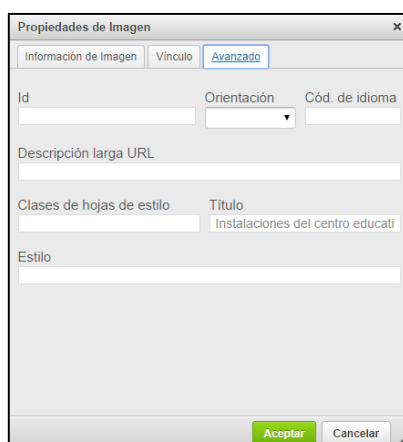 Propiedades de Imagen ×
Información de Imagen Vínculo Avanzado
Id Orientación Cód. de idioma
Descripción larga URL
Clases de hojas de estilo Título
Instalaciones del centro educati
Estilo
Aceptar Cancelar